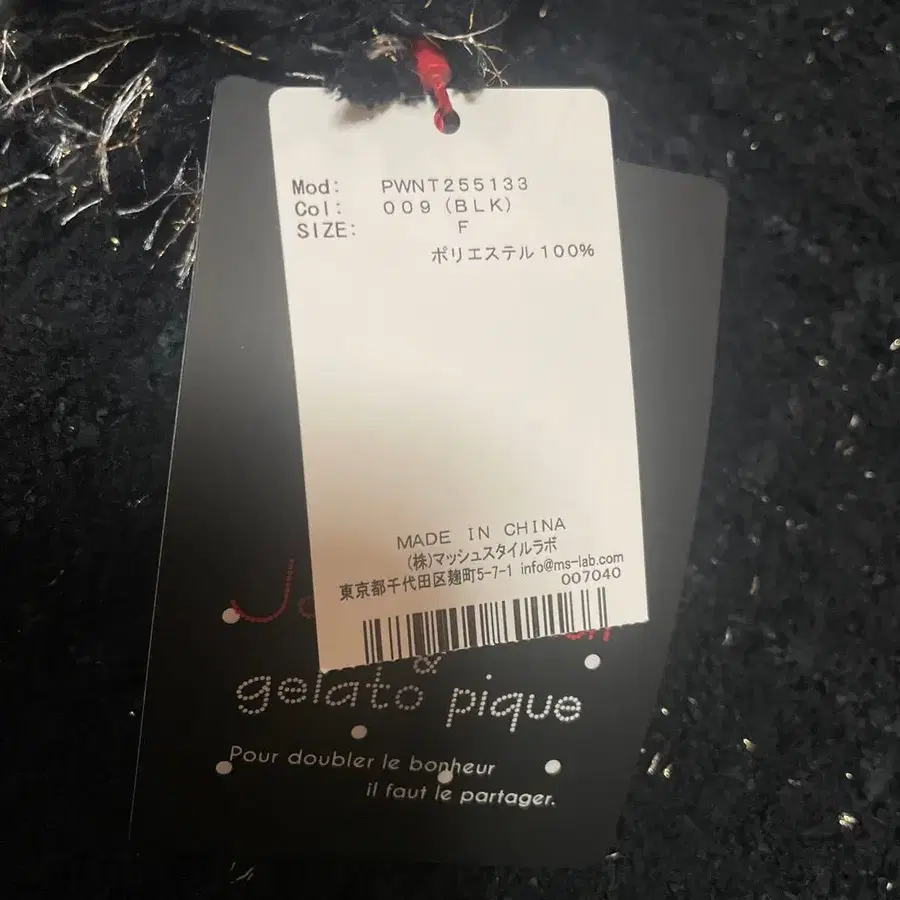 Mod: PWNT255133
Col: 009(BLK)
SIZE: F
ポリエステル100%
MADE IN CHINA
(株)マッシュスタイルラボ
東京都千代田区麹町5-7-1 info@ms-lab.com
007040
&
gelato pique
Pour doubler le bonheur
il faut le partager.